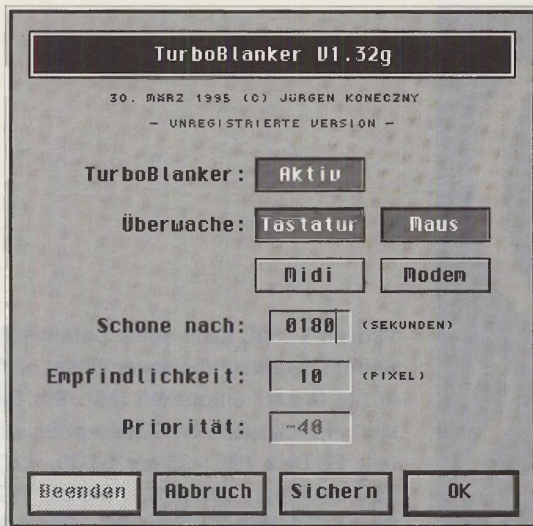 TurboBlanker V1.32g
30. MÄRZ 1995 (C) JÜRGEN KONECZNY
- UNREGISTRIERTE VERSION -
TurboBlanker: Aktiv
Überwache: Tastatur Maus
Midi Modem
Schone nach: 0180 (SEKUNDEN)
Empfindlichkeit: 10 (PIXEL)
Priorität: -40
Beenden Abbruch Sichern OK